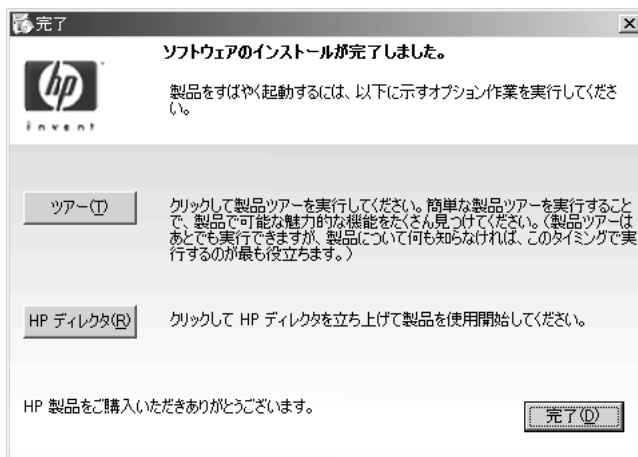 完了
ソフトウェアのインストールが完了しました。
hp
invent
製品をすばやく起動するには、以下に示すオプション作業を実行してくださ
い。
ツアー(T)
クリックして製品ツアーを実行してください。簡単な製品ツアーを実行すること
で、製品で可能な魅力的な機能をたくさん見つけてください。(製品ツアーは
あとでも実行できますが、製品について何も知らなければ、このタイミングで実
行するのが最も役立ちます。)
HP ディレクタ(R)
クリックして HP ディレクタを立ち上げて製品を使用開始してください。
HP 製品をご購入いただきありがとうございます。
完了(D)